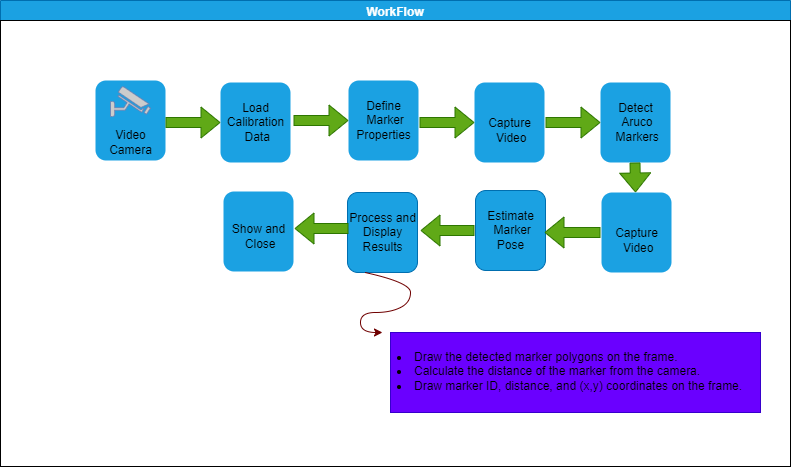 WorkFlow
Video
Camera
Load
Calibration
Data
Define
Marker
Properties
Capture
Video
Detect
Aruco
Markers
Capture
Video
Estimate
Marker
Pose
Process and
Display
Results
Show and
Close
• Draw the detected marker polygons on the frame.
• Calculate the distance of the marker from the camera.
• Draw marker ID, distance, and (x,y) coordinates on the frame.